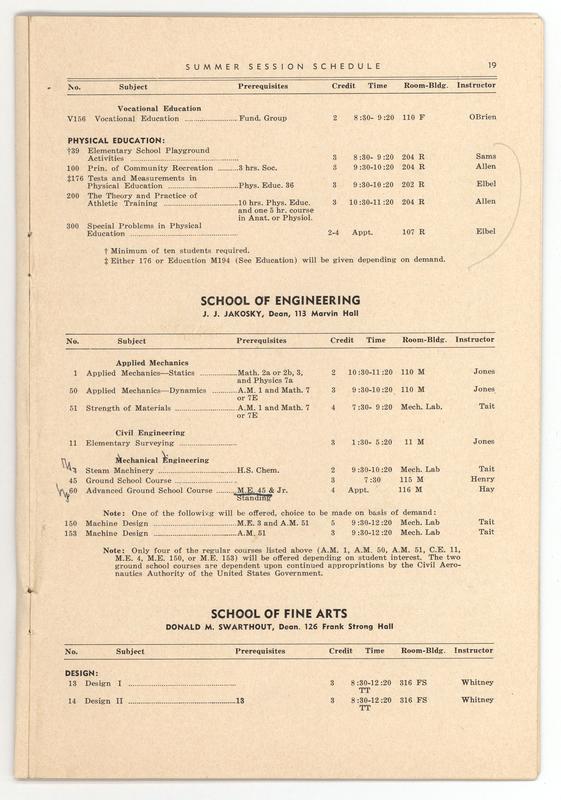 SUMMER SESSION SCHEDULE 19
No. Subject Prerequisites Credit Time Room-Bldg. Instructor
Vocational Education
V156 Vocational Education ................Fund. Group 2 8:30- 9:20 110 F OBrien
PHYSICAL EDUCATION:
†39 Elementary School Playground
Activities ................ 3 8:30- 9:20 204 R Sams
100 Prin. of Community Recreation .......3 hrs. Soc. 3 9:30-10:20 204 R Allen
‡176 Tests and Measurements in
Physical Education ................Phys. Educ. 36 3 9:30-10:20 202 R Elbel
200 The Theory and Practice of
Athletic Training ................10 hrs. Phys. Educ. 3 10:30-11:20 204 R Allen
and one 5 hr. course
in Anat. or Physiol.
300 Special Problems in Physical
Education ................ 2-4 Appt. 107 R Elbel
† Minimum of ten students required.
‡ Either 176 or Education M194 (See Education) will be given depending on demand.
SCHOOL OF ENGINEERING
J. J. JAKOSKY, Dean, 113 Marvin Hall
No. Subject Prerequisites Credit Time Room-Bldg. Instructor
Applied Mechanics
1 Applied Mechanics—Statics ..........Math. 2a or 2b, 3, 2 10:30-11:20 110 M Jones
and Physics 7a
50 Applied Mechanics—Dynamics .......A.M. 1 and Math. 7 3 9:30-10:20 110 M Jones
or 7E
51 Strength of Materials ................A.M. 1 and Math. 7 4 7:30- 9:20 Mech. Lab. Tait
or 7E
Civil Engineering
11 Elementary Surveying ................ 3 1:30- 5:20 11 M Jones
Mechanical Engineering
3 Steam Machinery ................H.S. Chem. 2 9:30-10:20 Mech. Lab Tait
45 Ground School Course ................ 3 7:30 115 M Henry
60 Advanced Ground School Course ......M.E. 45 & Jr. 4 Appt. 116 M Hay
Standing
Note: One of the following will be offered, choice to be made on basis of demand:
150 Machine Design ................M.E. 3 and A.M. 51 5 9:30-12:20 Mech. Lab Tait
153 Machine Design ................A.M. 51 3 9:30-12:20 Mech. Lab Tait
Note: Only four of the regular courses listed above (A.M. 1, A.M. 50, A.M. 51, C.E. 11,
M.E. 4, M.E. 150, or M.E. 153) will be offered depending on student interest. The two
ground school courses are dependent upon continued appropriations by the Civil Aero-
nautics Authority of the United States Government.
SCHOOL OF FINE ARTS
DONALD M. SWARTHOUT, Dean. 126 Frank Strong Hall
No. Subject Prerequisites Credit Time Room-Bldg. Instructor
DESIGN:
13 Design I ................ 3 8:30-12:20 316 FS Whitney
TT
14 Design II ................13 3 8:30-12:20 316 FS Whitney
TT